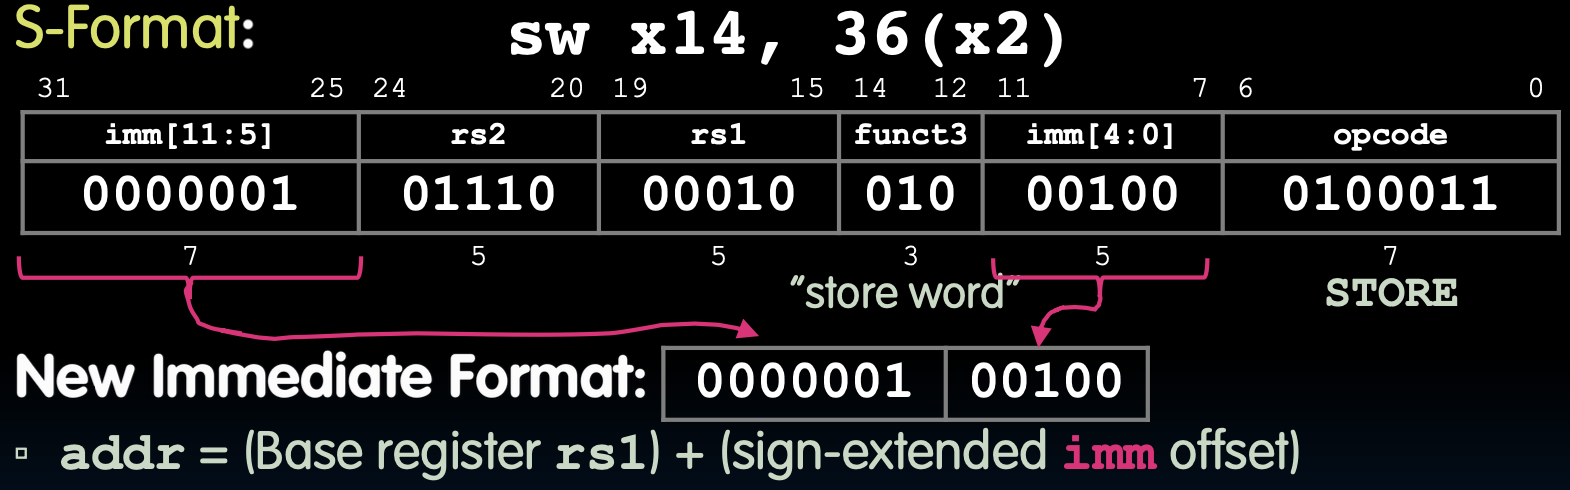 S-Format: sw x14, 36(x2)
31 25 24 20 19 15 14 12 11 7 6 0
imm[11:5] rs2 rs1 funct3 imm[4:0] opcode
0000001 01110 00010 010 00100 0100011
7 5 5 3 5 7
"store word" STORE
New Immediate Format: 0000001 00100
▫ addr = (Base register rs1) + (sign-extended imm offset)